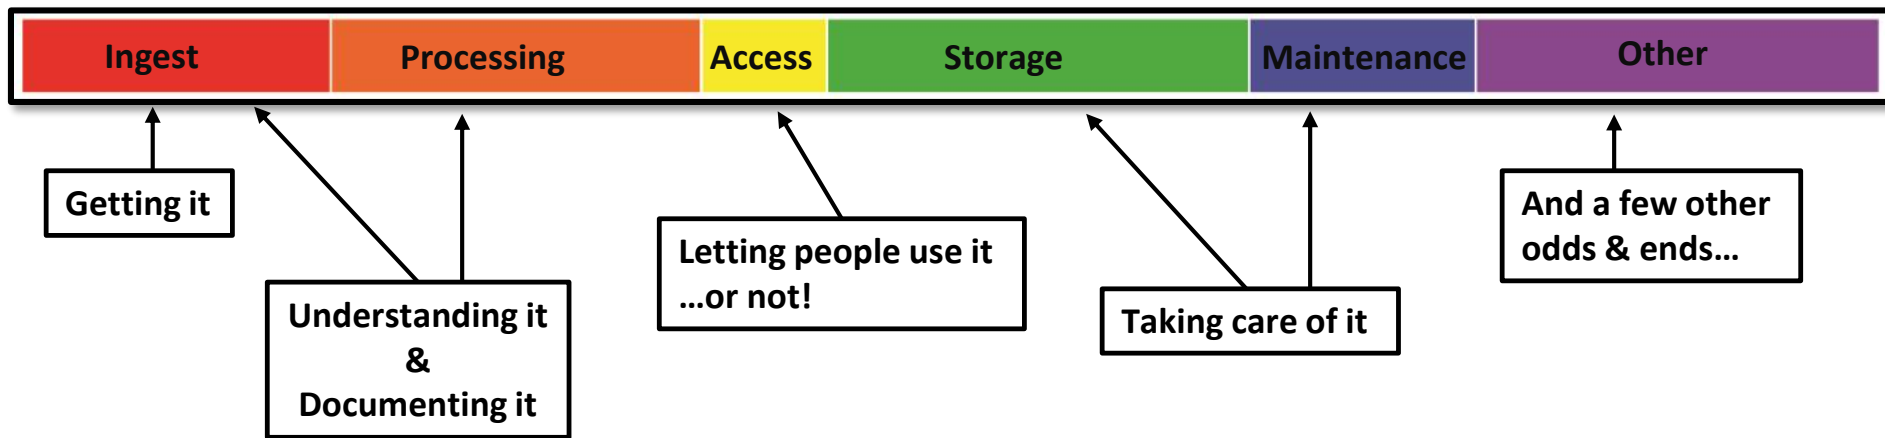 Ingest
Processing
Access
Storage
Maintenance
Other
Getting it
Understanding it
&
Documenting it
Letting people use it
...or not!
Taking care of it
And a few other
odds & ends...